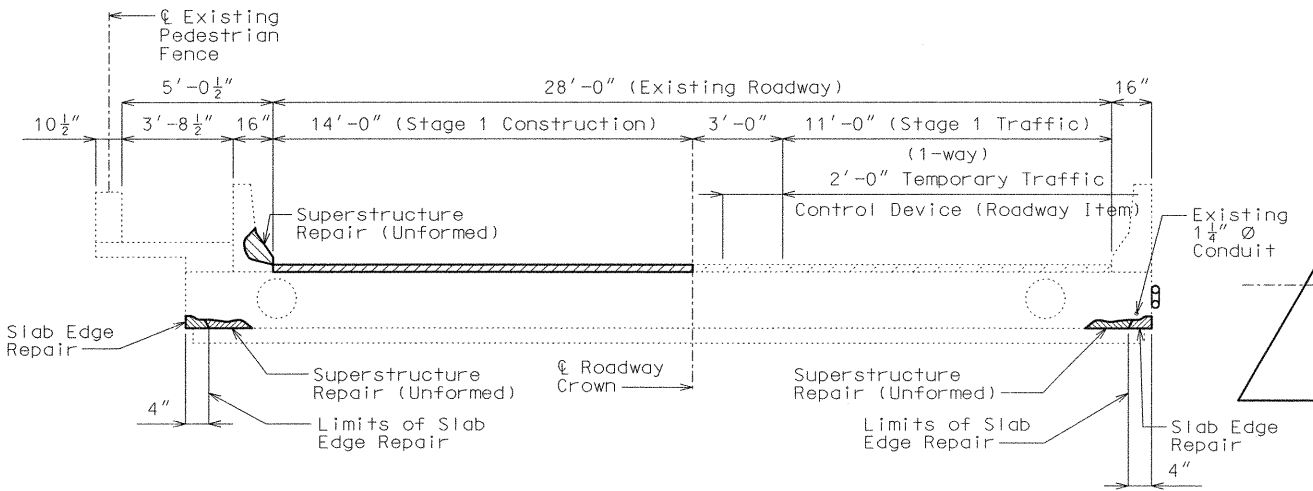 ℄ Existing
Pedestrian
Fence
5'-0½"
28'-0" (Existing Roadway)
16"
10½"
3'-8½"
16"
14'-0" (Stage 1 Construction)
3'-0"
11'-0" (Stage 1 Traffic)
(1-way)
2'-0" Temporary Traffic
Control Device (Roadway Item)
Superstructure
Repair (Unformed)
Existing
1¼" Ø
Conduit
Slab Edge
Repair
Superstructure
Repair (Unformed)
℄ Roadway
Crown
Superstructure
Repair (Unformed)
4"
Limits of Slab
Edge Repair
Limits of Slab
Edge Repair
Slab Edge
Repair
4"